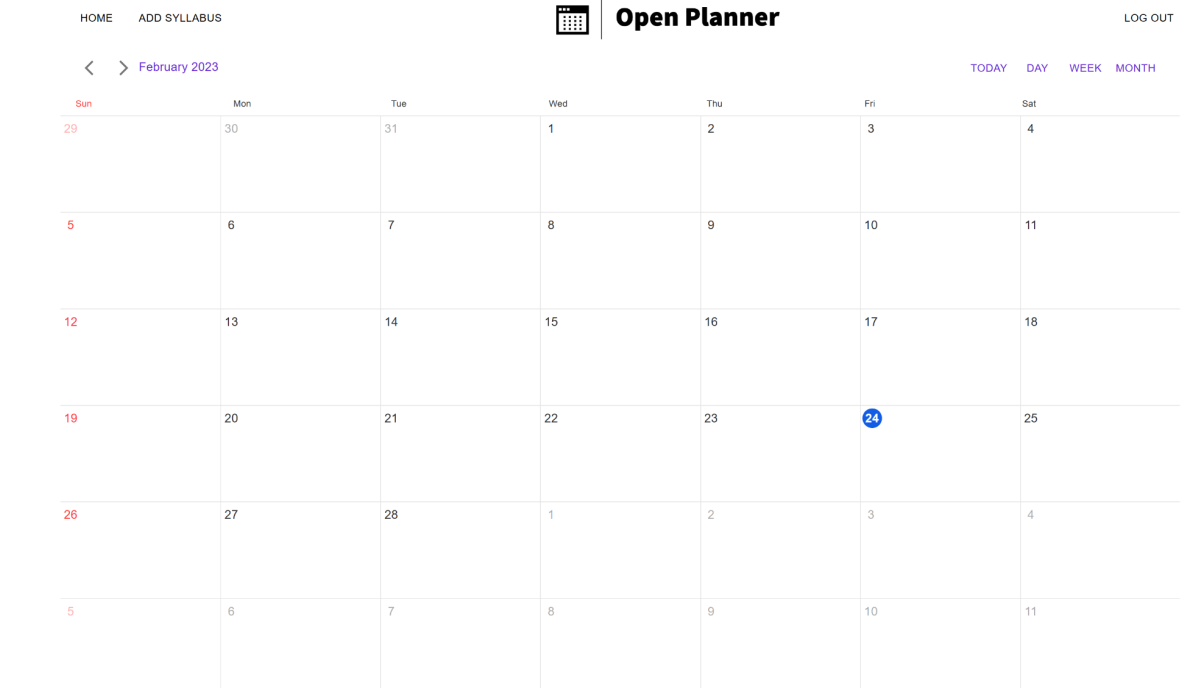 HOME ADD SYLLABUS Open Planner LOG OUT
February 2023 TODAY DAY WEEK MONTH
Sun Mon Tue Wed Thu Fri Sat
29 30 31 1 2 3 4
5 6 7 8 9 10 11
12 13 14 15 16 17 18
19 20 21 22 23 24 25
26 27 28 1 2 3 4
5 6 7 8 9 10 11